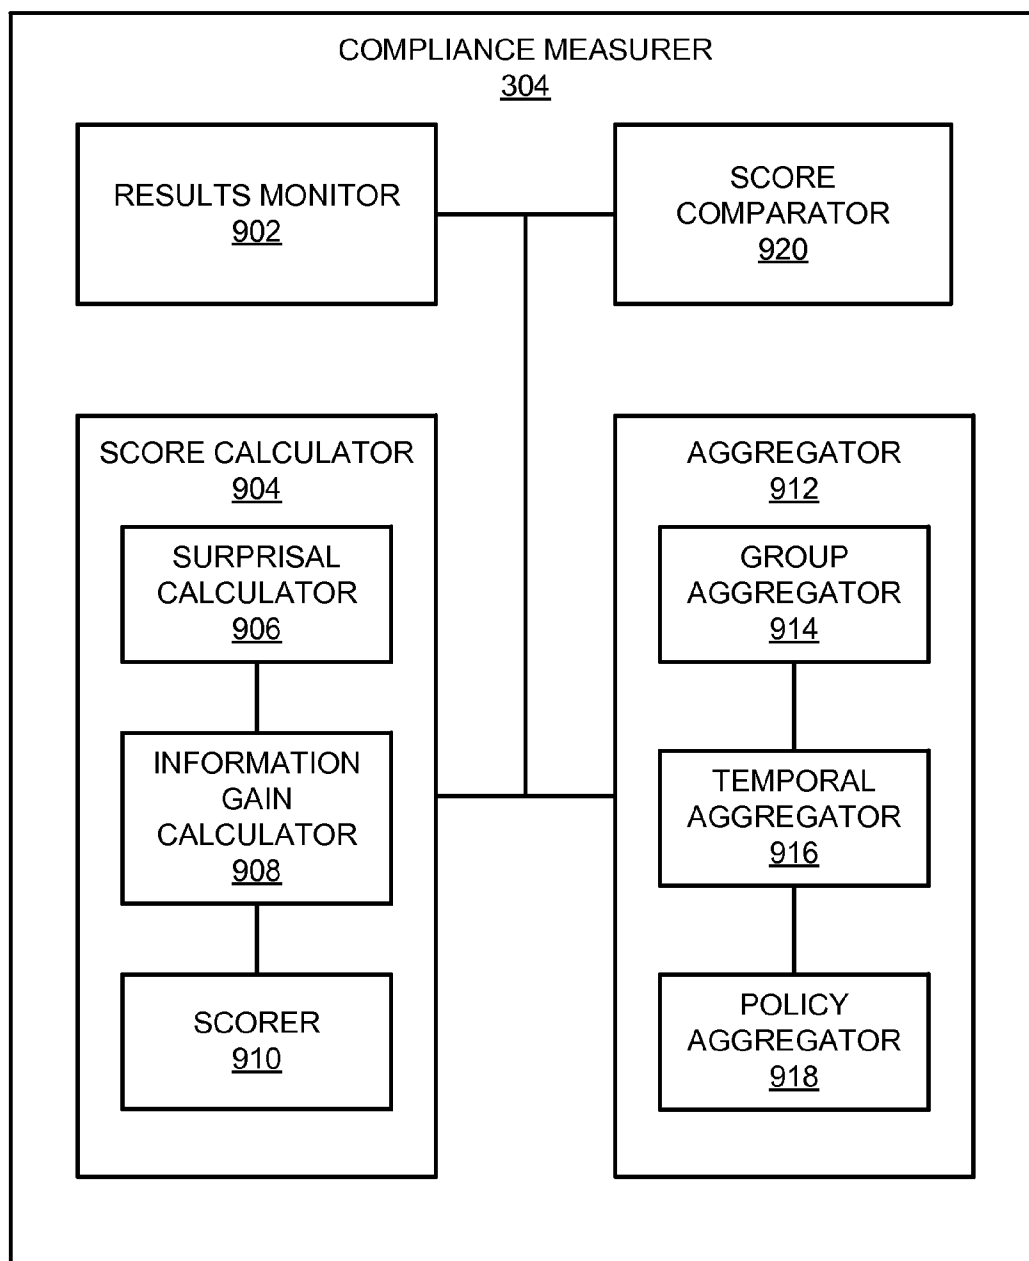 COMPLIANCE MEASURER
304
RESULTS MONITOR
902
SCORE
COMPARATOR
920
SCORE CALCULATOR
904
SURPRISAL
CALCULATOR
906
INFORMATION
GAIN
CALCULATOR
908
SCORER
910
AGGREGATOR
912
GROUP
AGGREGATOR
914
TEMPORAL
AGGREGATOR
916
POLICY
AGGREGATOR
918